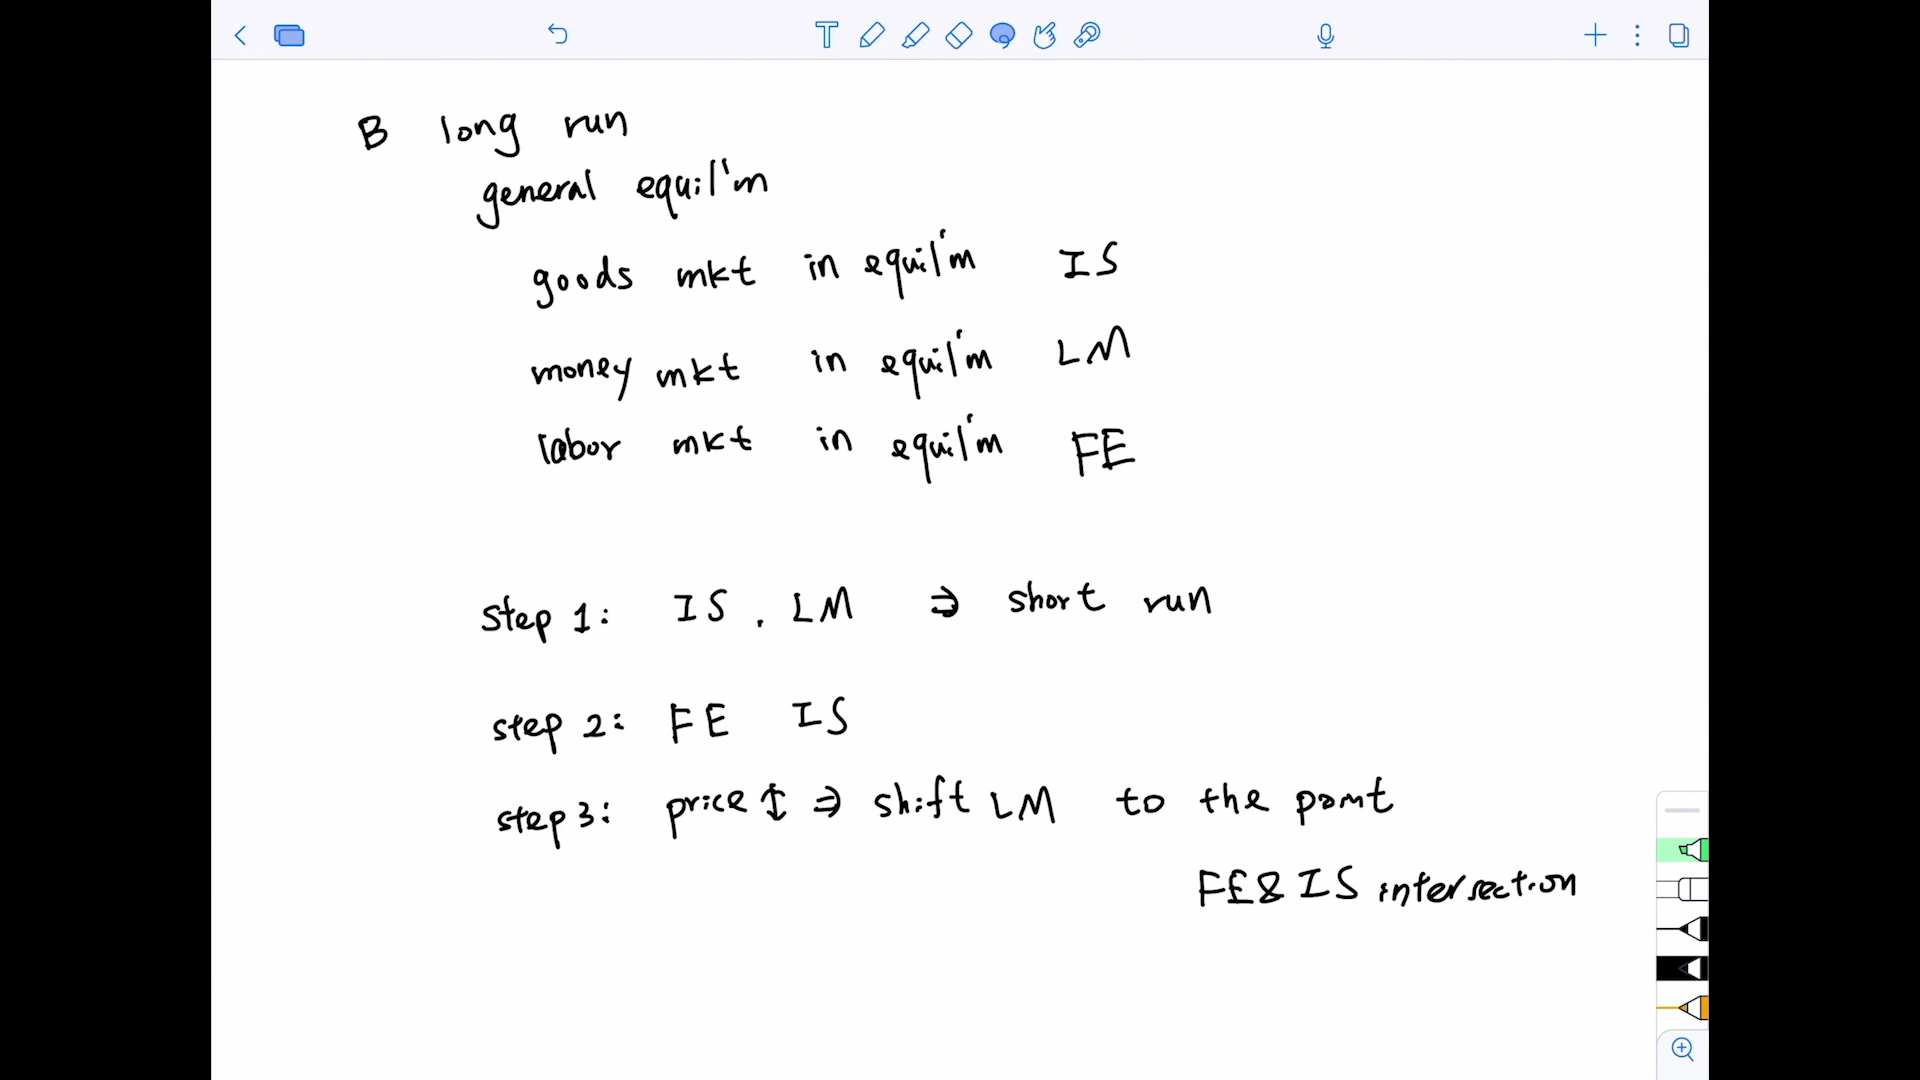 B long run
general equil'm
goods mkt in equil'm IS
money mkt in equil'm LM
labor mkt in equil'm FE
step 1: IS . LM ⇒ short run
step 2: FE IS
step 3: price ↕ ⇒ shift LM to the point
FE & IS intersection